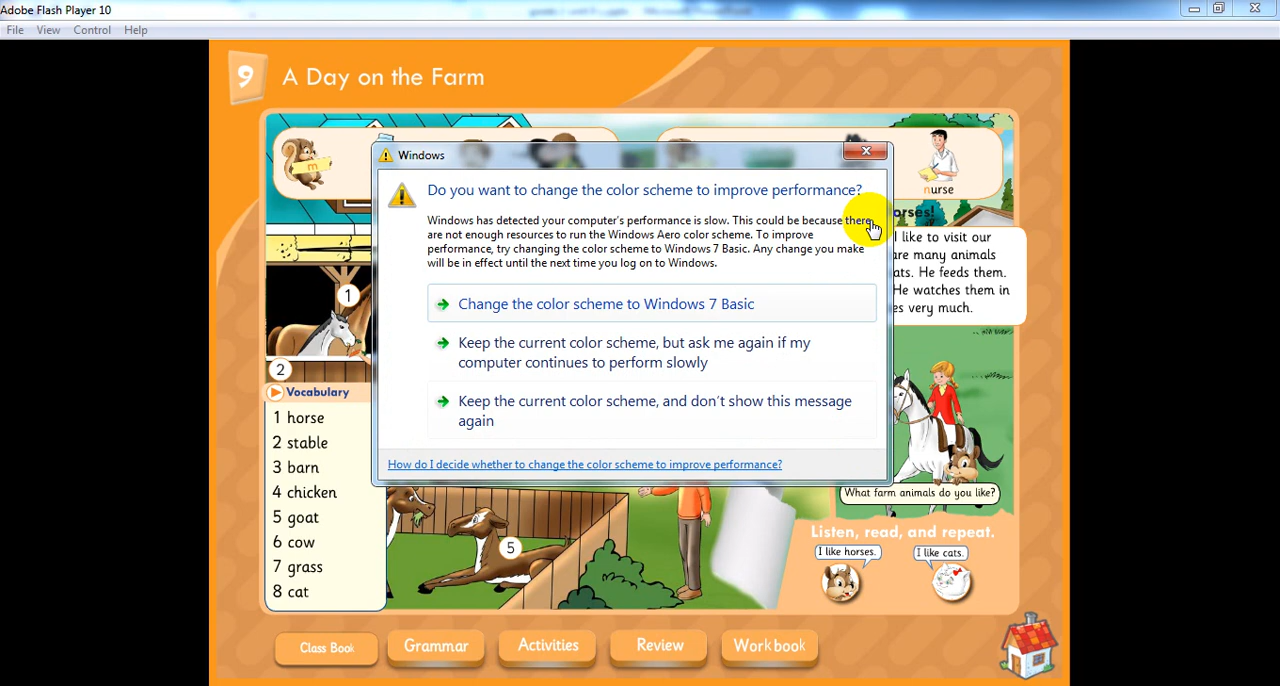 Adobe Flash Player 10
File View Control Help
9 A Day on the Farm
m
nurse
Windows
Do you want to change the color scheme to improve performance?
Windows has detected your computer's performance is slow. This could be because there
are not enough resources to run the Windows Aero color scheme. To improve
performance, try changing the color scheme to Windows 7 Basic. Any change you make
will be in effect until the next time you log on to Windows.
Change the color scheme to Windows 7 Basic
Keep the current color scheme, but ask me again if my
computer continues to perform slowly
Keep the current color scheme, and don't show this message
again
How do I decide whether to change the color scheme to improve performance?
orses!
I like to visit our
are many animals
ats. He feeds them.
He watches them in
es very much.
1
2
Vocabulary
1 horse
2 stable
3 barn
4 chicken
5 goat
6 cow
7 grass
8 cat
5
What farm animals do you like?
Listen, read, and repeat.
I like horses.
I like cats.
Class Book Grammar Activities Review Workbook